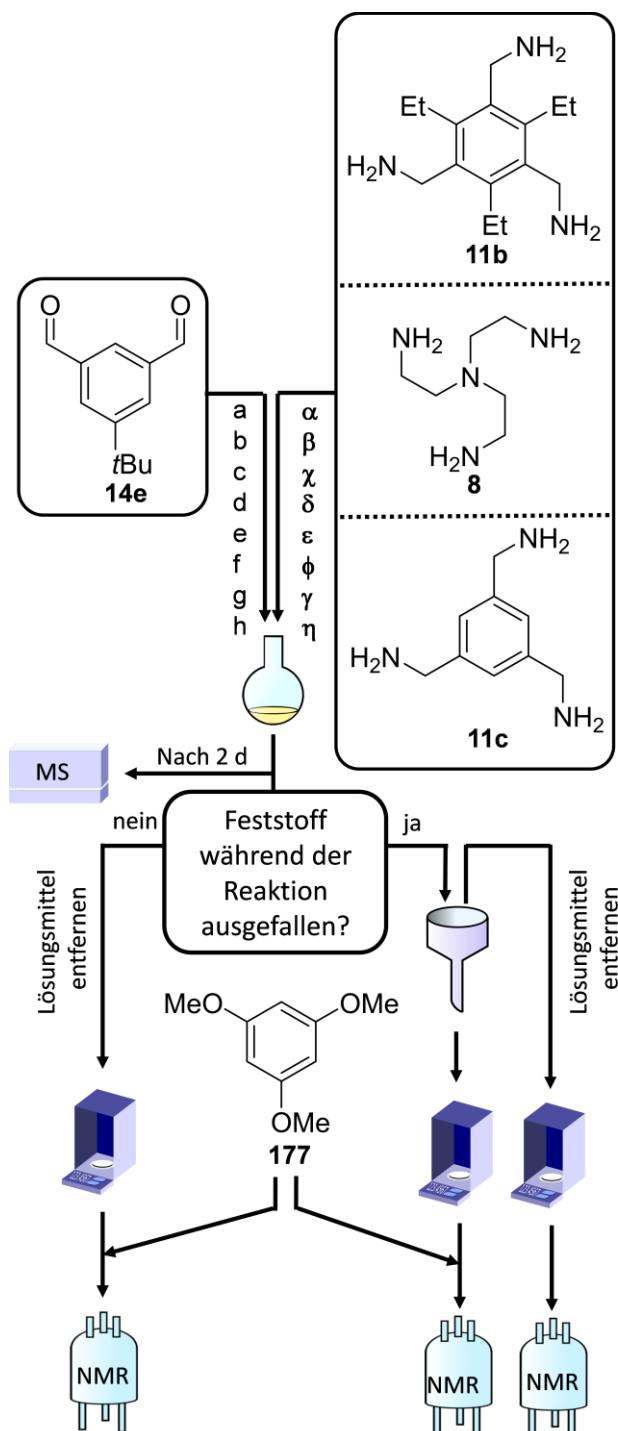 NH₂
Et
Et
H₂N
NH₂
Et
11b
O
O
tBu
14e
NH₂
NH₂
N
H₂N
8
NH₂
H₂N
NH₂
11c
a
b
c
d
e
f
g
h
α
β
χ
δ
ε
ϕ
γ
η
MS
Nach 2 d
nein
Feststoff
während der
Reaktion
ausgefallen?
ja
Lösungsmittel
entfernen
Lösungsmittel
entfernen
MeO
OMe
OMe
177
NMR
NMR
NMR